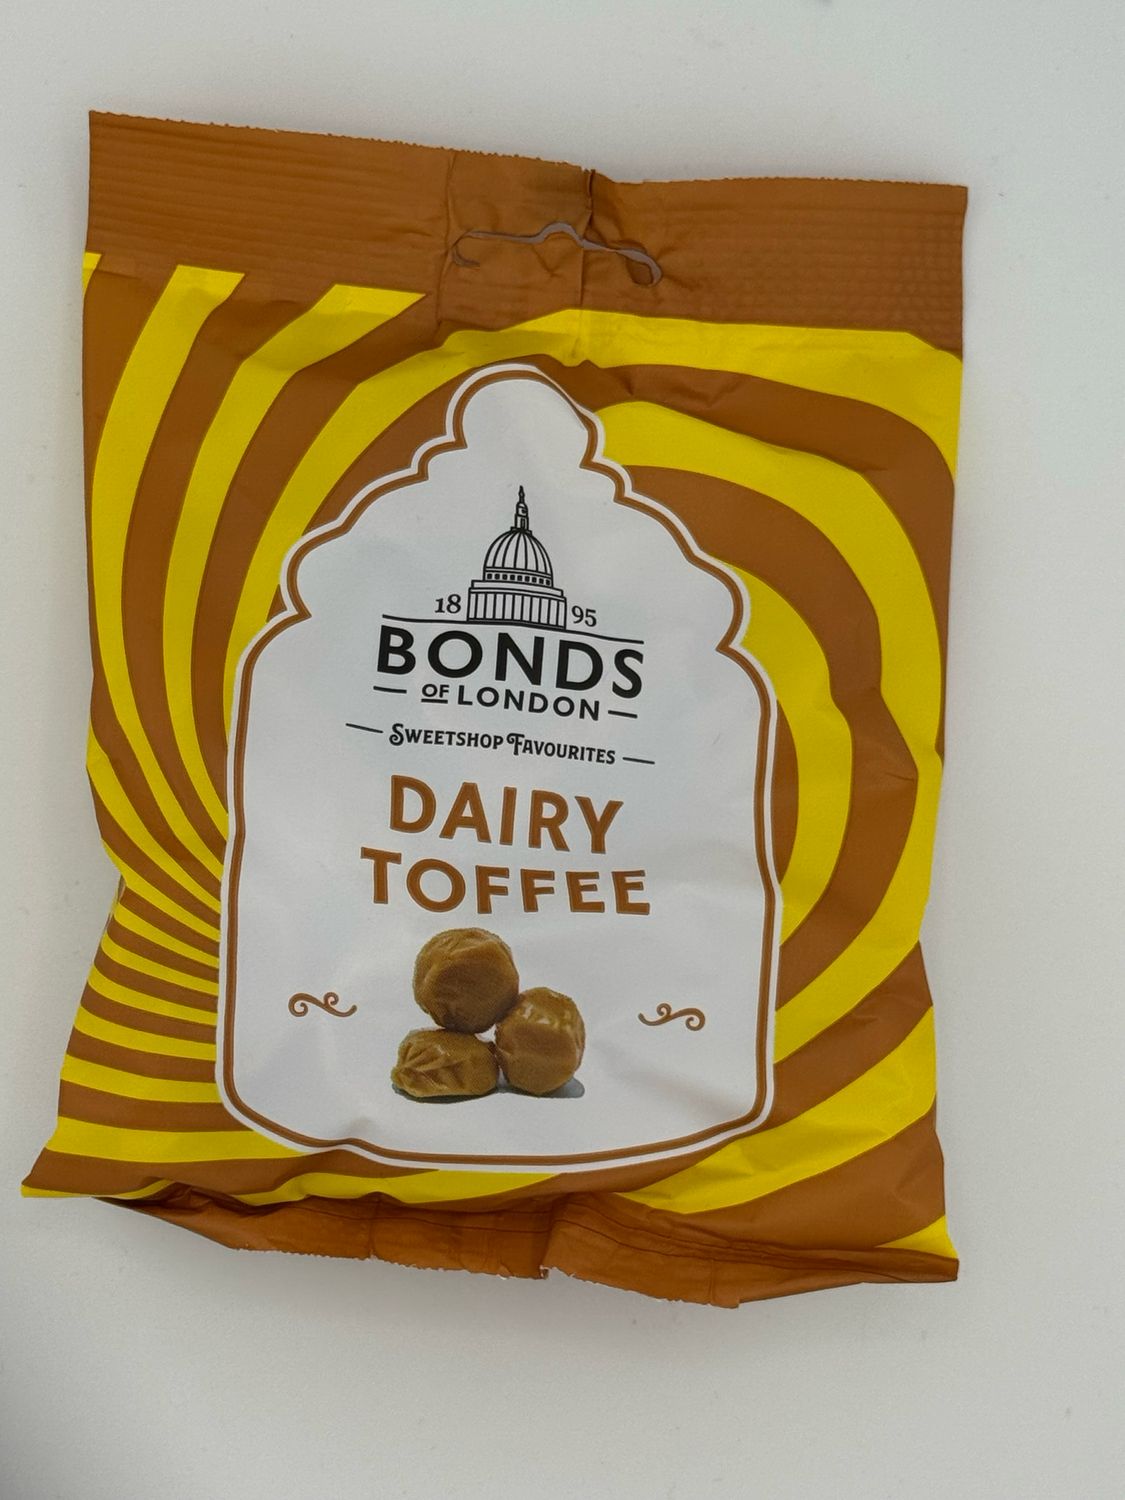 18 95
BONDS
OF LONDON
SWEETSHOP FAVOURITES
DAIRY
TOFFEE